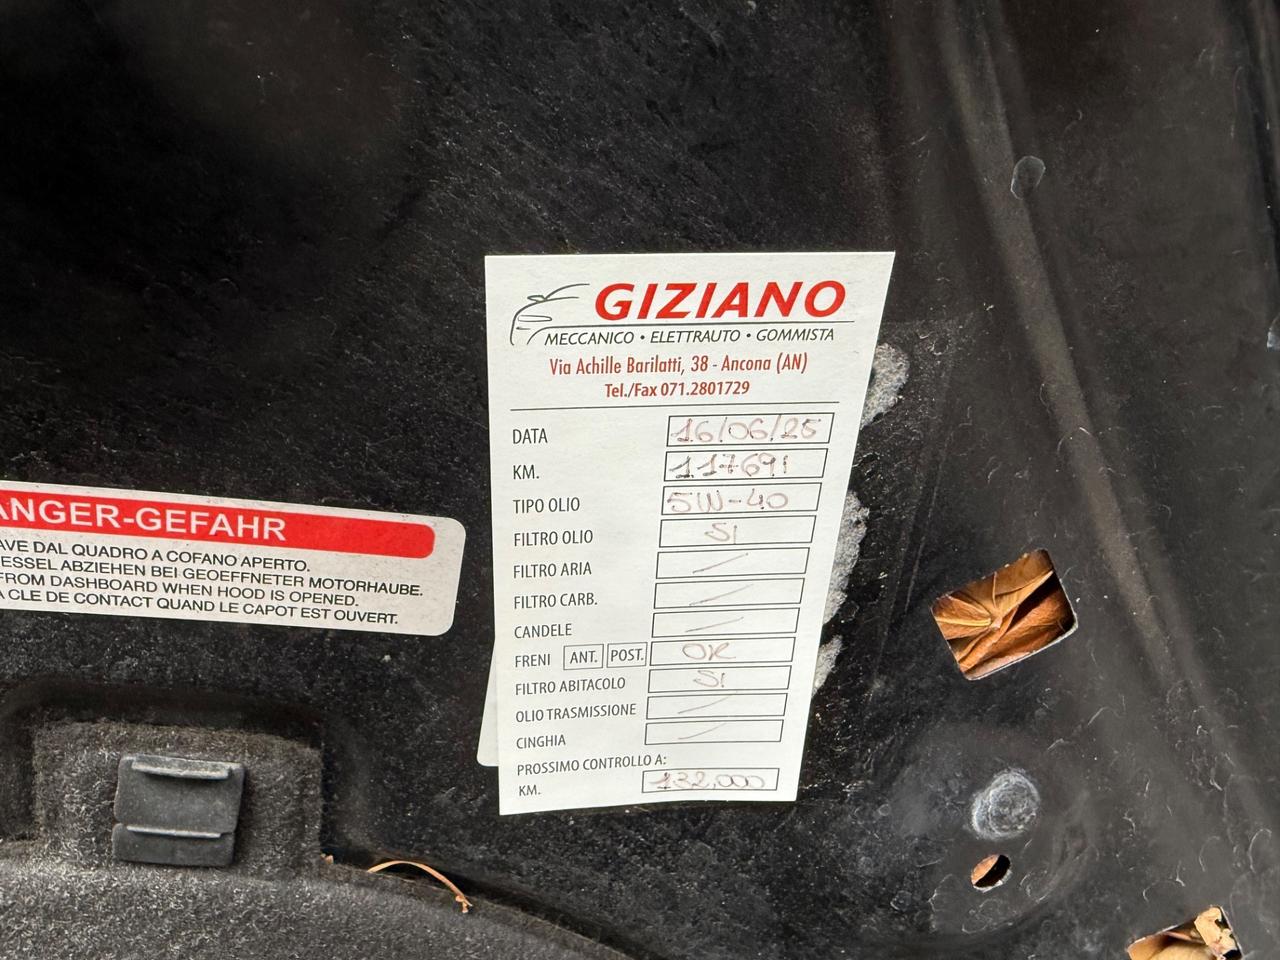 GIZIANO
MECCANICO • ELETTRAUTO • GOMMISTA
Via Achille Barilatti, 38 - Ancona (AN)
Tel./Fax 071.2801729
DATA 16/06/25
KM. 117691
TIPO OLIO 5W-40
FILTRO OLIO SI
FILTRO ARIA /
FILTRO CARB. /
CANDELE /
FRENI ANT. POST. OK
FILTRO ABITACOLO SI
OLIO TRASMISSIONE /
CINGHIA /
PROSSIMO CONTROLLO A:
KM. 132,000
ANGER-GEFAHR
AVE DAL QUADRO A COFANO APERTO.
ESSEL ABZIEHEN BEI GEOEFFNETER MOTORHAUBE.
FROM DASHBOARD WHEN HOOD IS OPENED.
A CLE DE CONTACT QUAND LE CAPOT EST OUVERT.